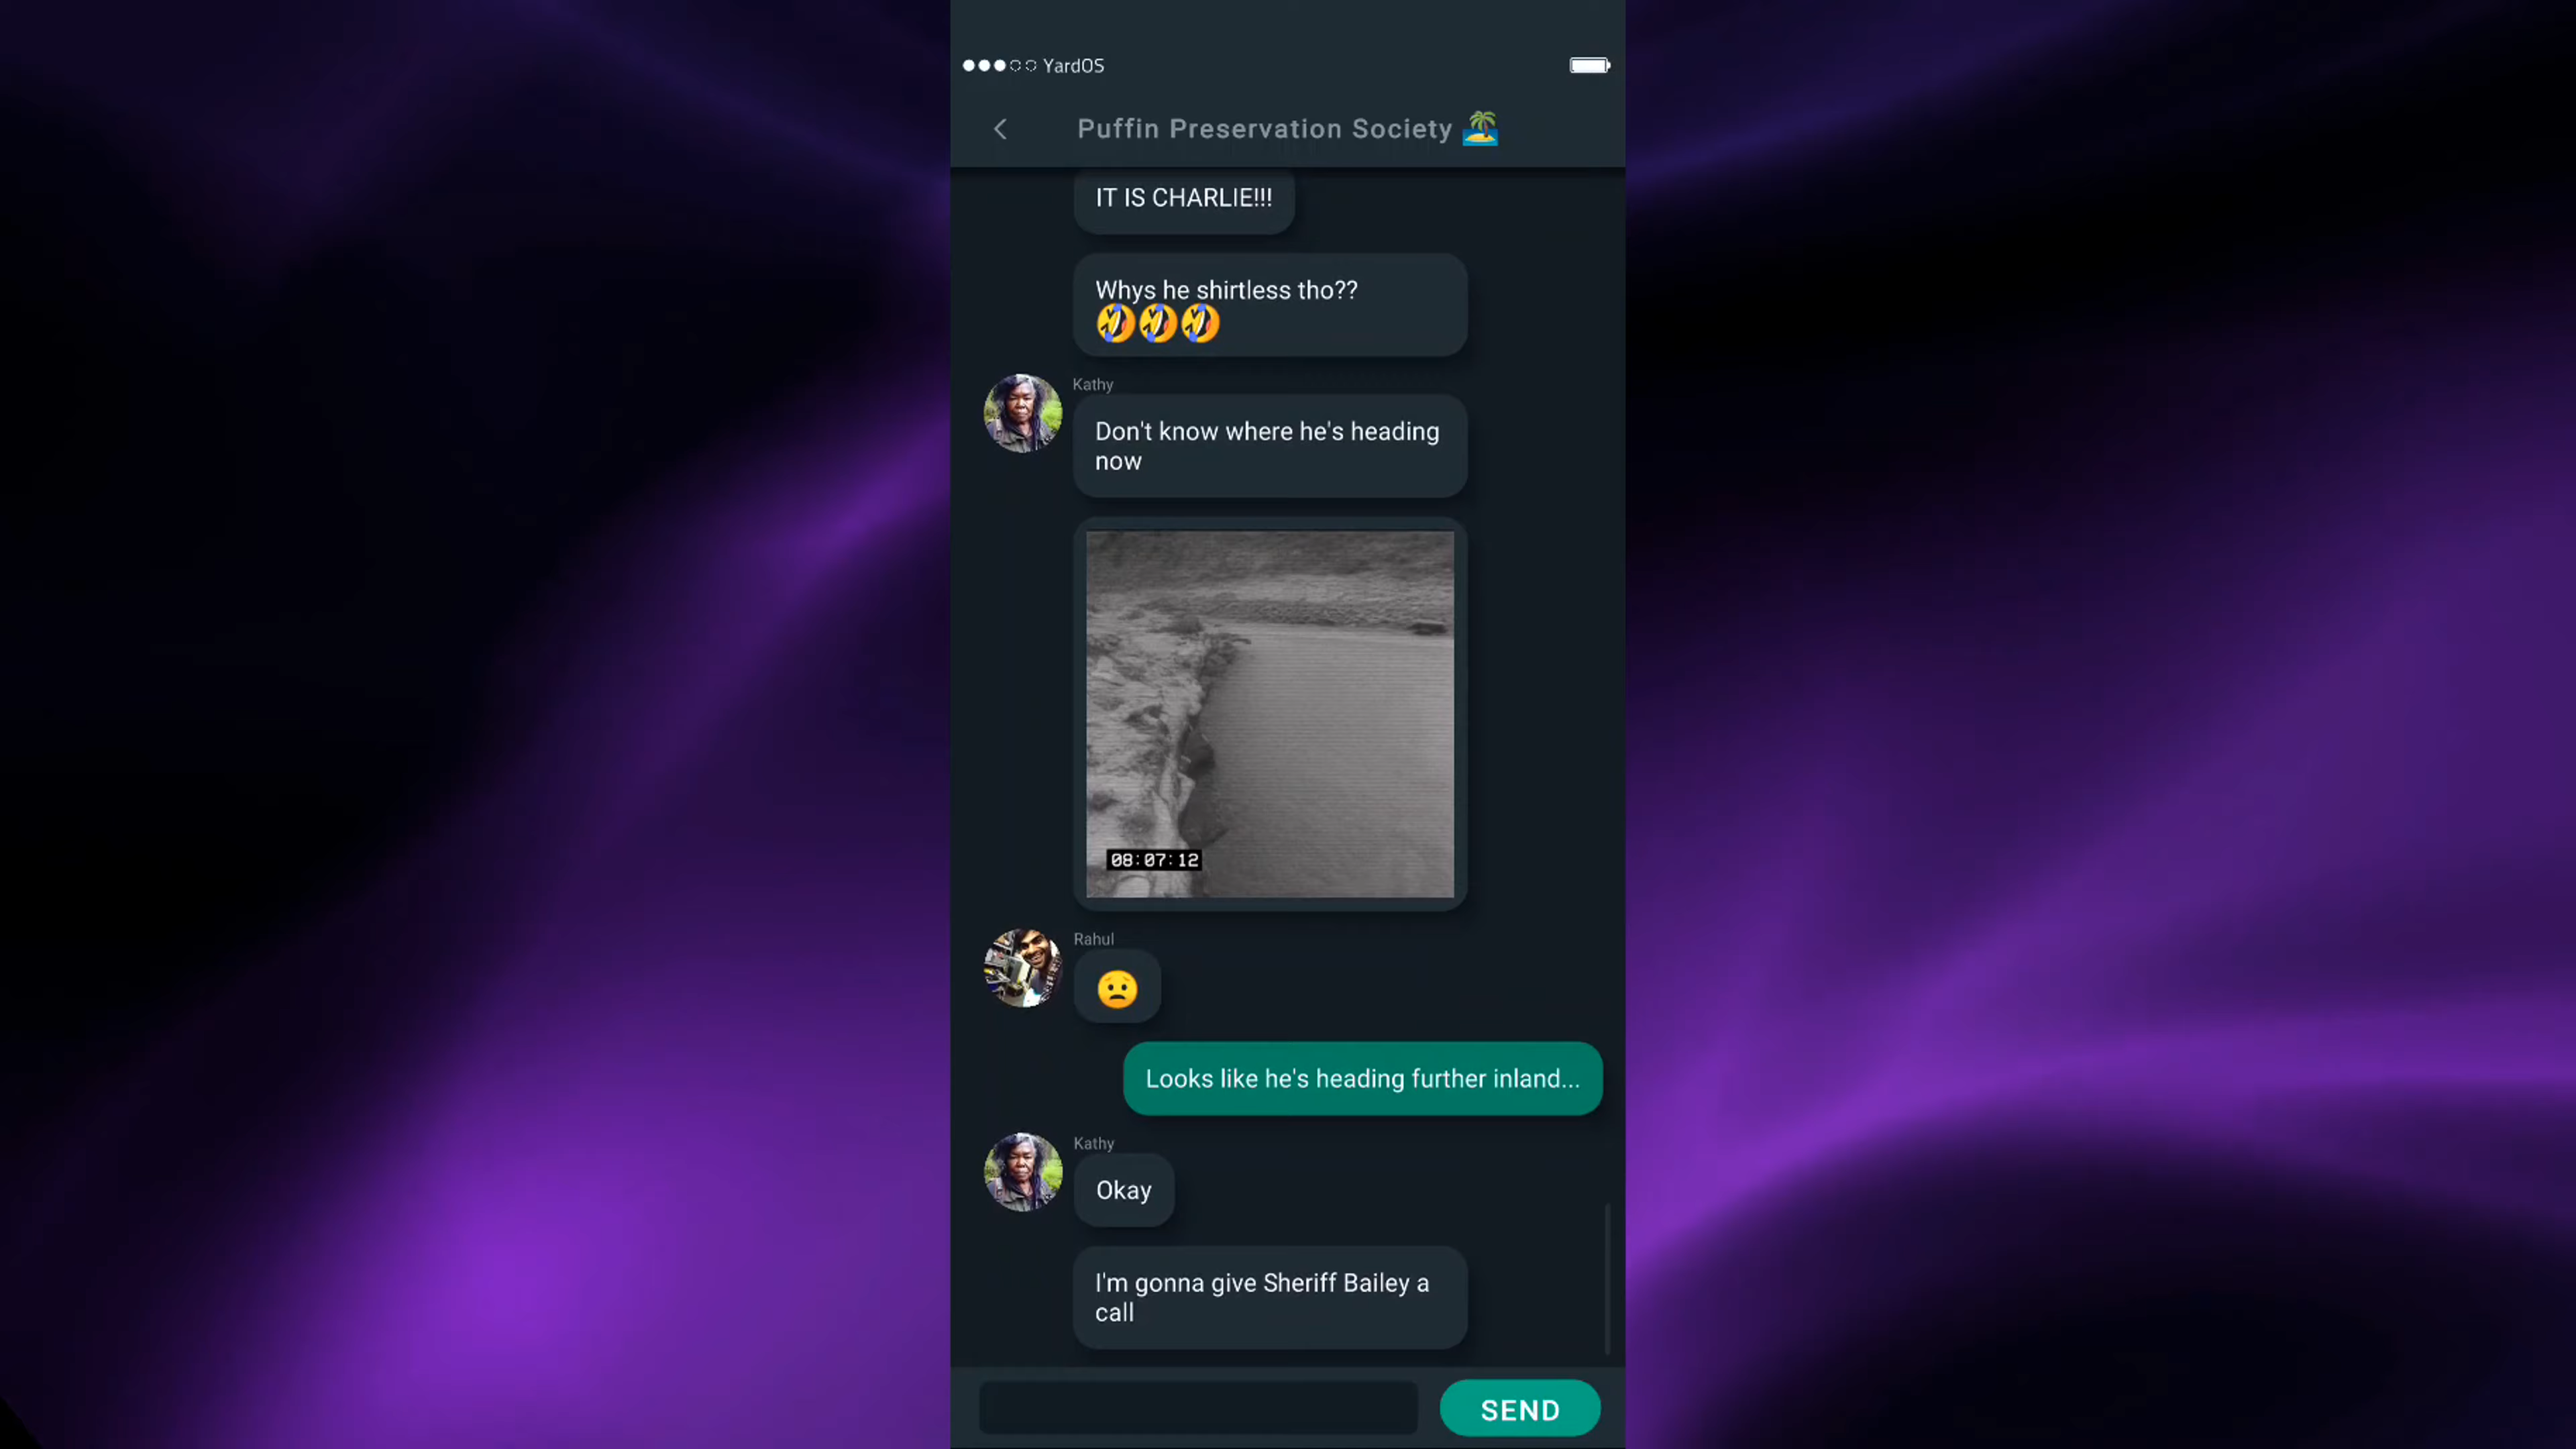 YardOS
Puffin Preservation Society 🏝️
IT IS CHARLIE!!!
Whys he shirtless tho??
🤣🤣🤣
Kathy
Don't know where he's heading
now
08:07:12
Rahul
😟
Looks like he's heading further inland...
Kathy
Okay
I'm gonna give Sheriff Bailey a
call
SEND